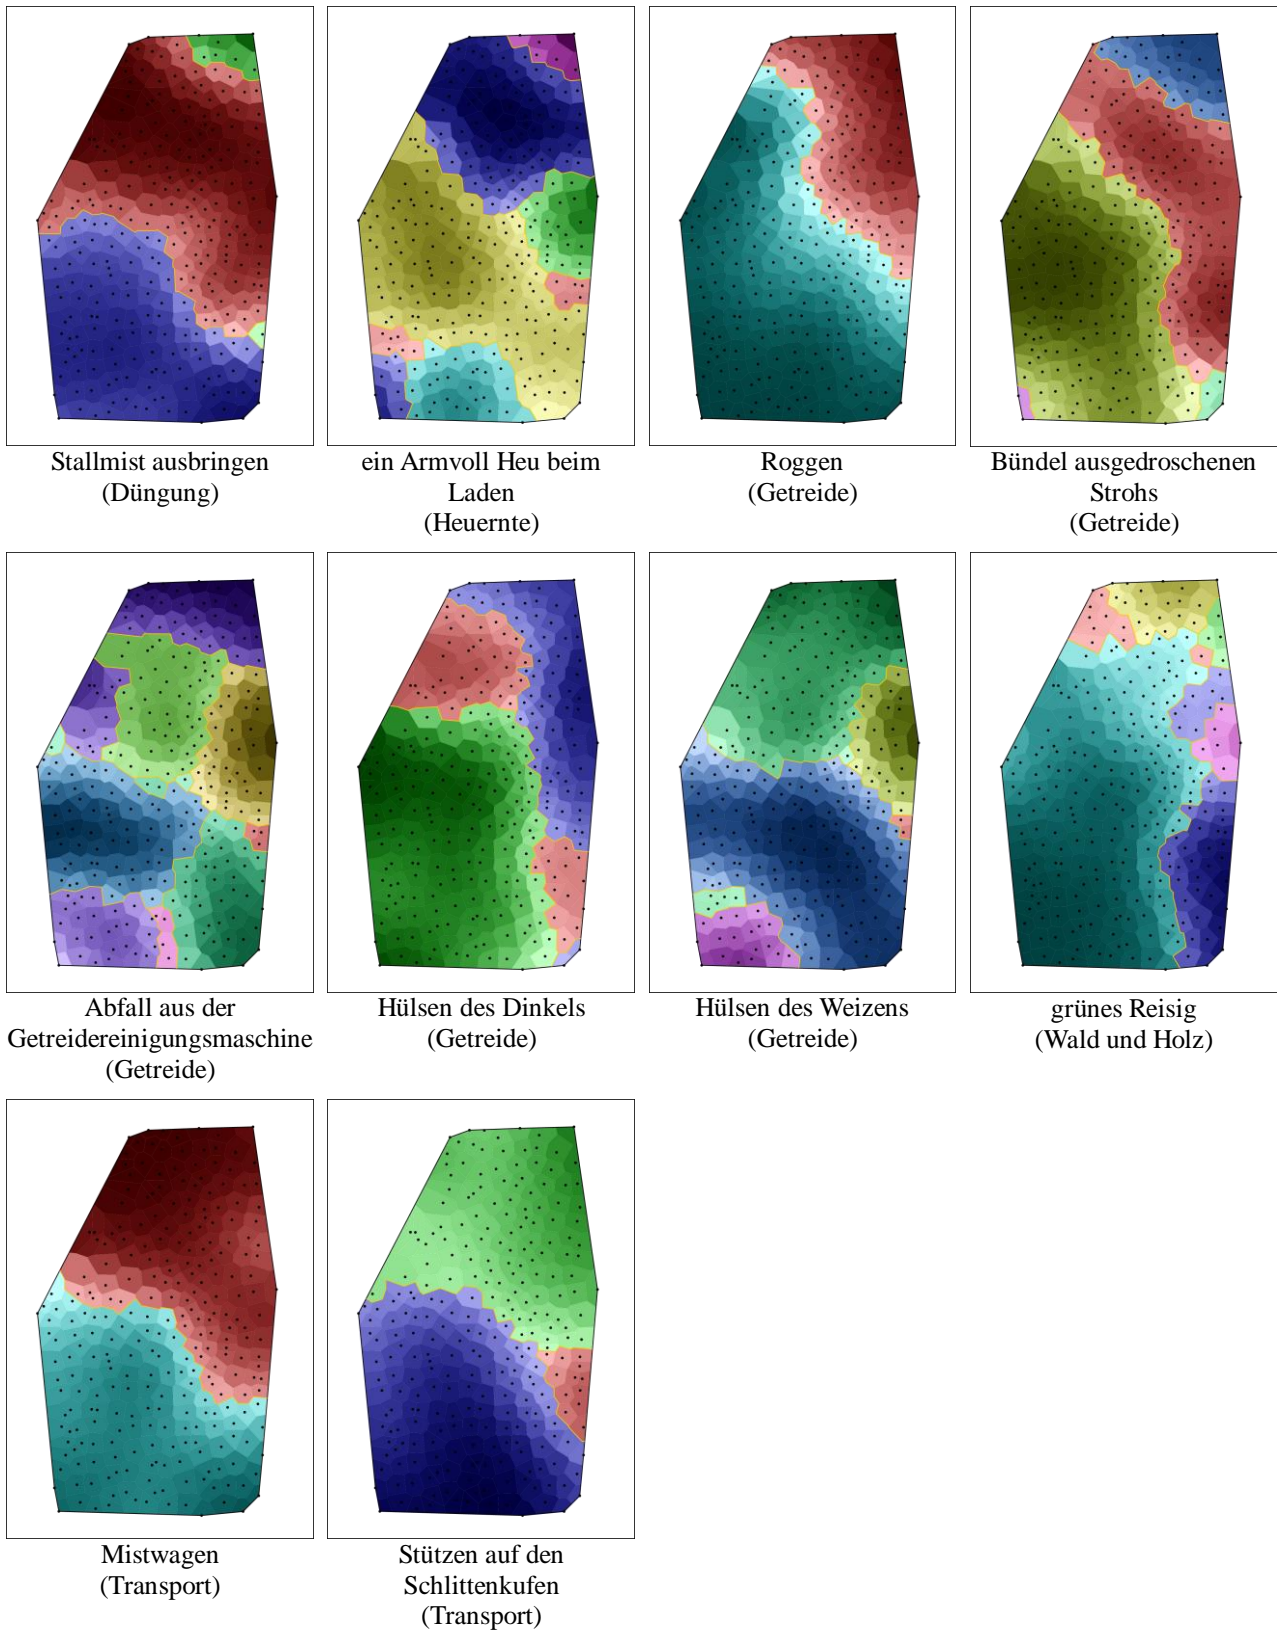 Stallmist ausbringen
(Düngung)
ein Armvoll Heu beim
Laden
(Heuernte)
Roggen
(Getreide)
Bündel ausgedroschenen
Strohs
(Getreide)
Abfall aus der
Getreidereinigungsmaschine
(Getreide)
Hülsen des Dinkels
(Getreide)
Hülsen des Weizens
(Getreide)
grünes Reisig
(Wald und Holz)
Mistwagen
(Transport)
Stützen auf den
Schlittenkufen
(Transport)